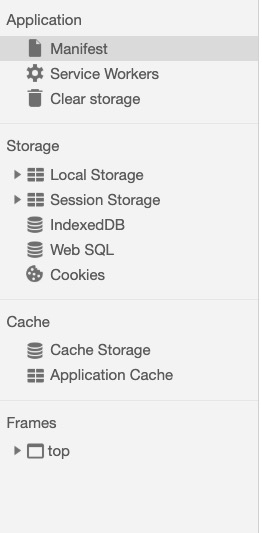 Application
Manifest
Service Workers
Clear storage
Storage
Local Storage
Session Storage
IndexedDB
Web SQL
Cookies
Cache
Cache Storage
Application Cache
Frames
top